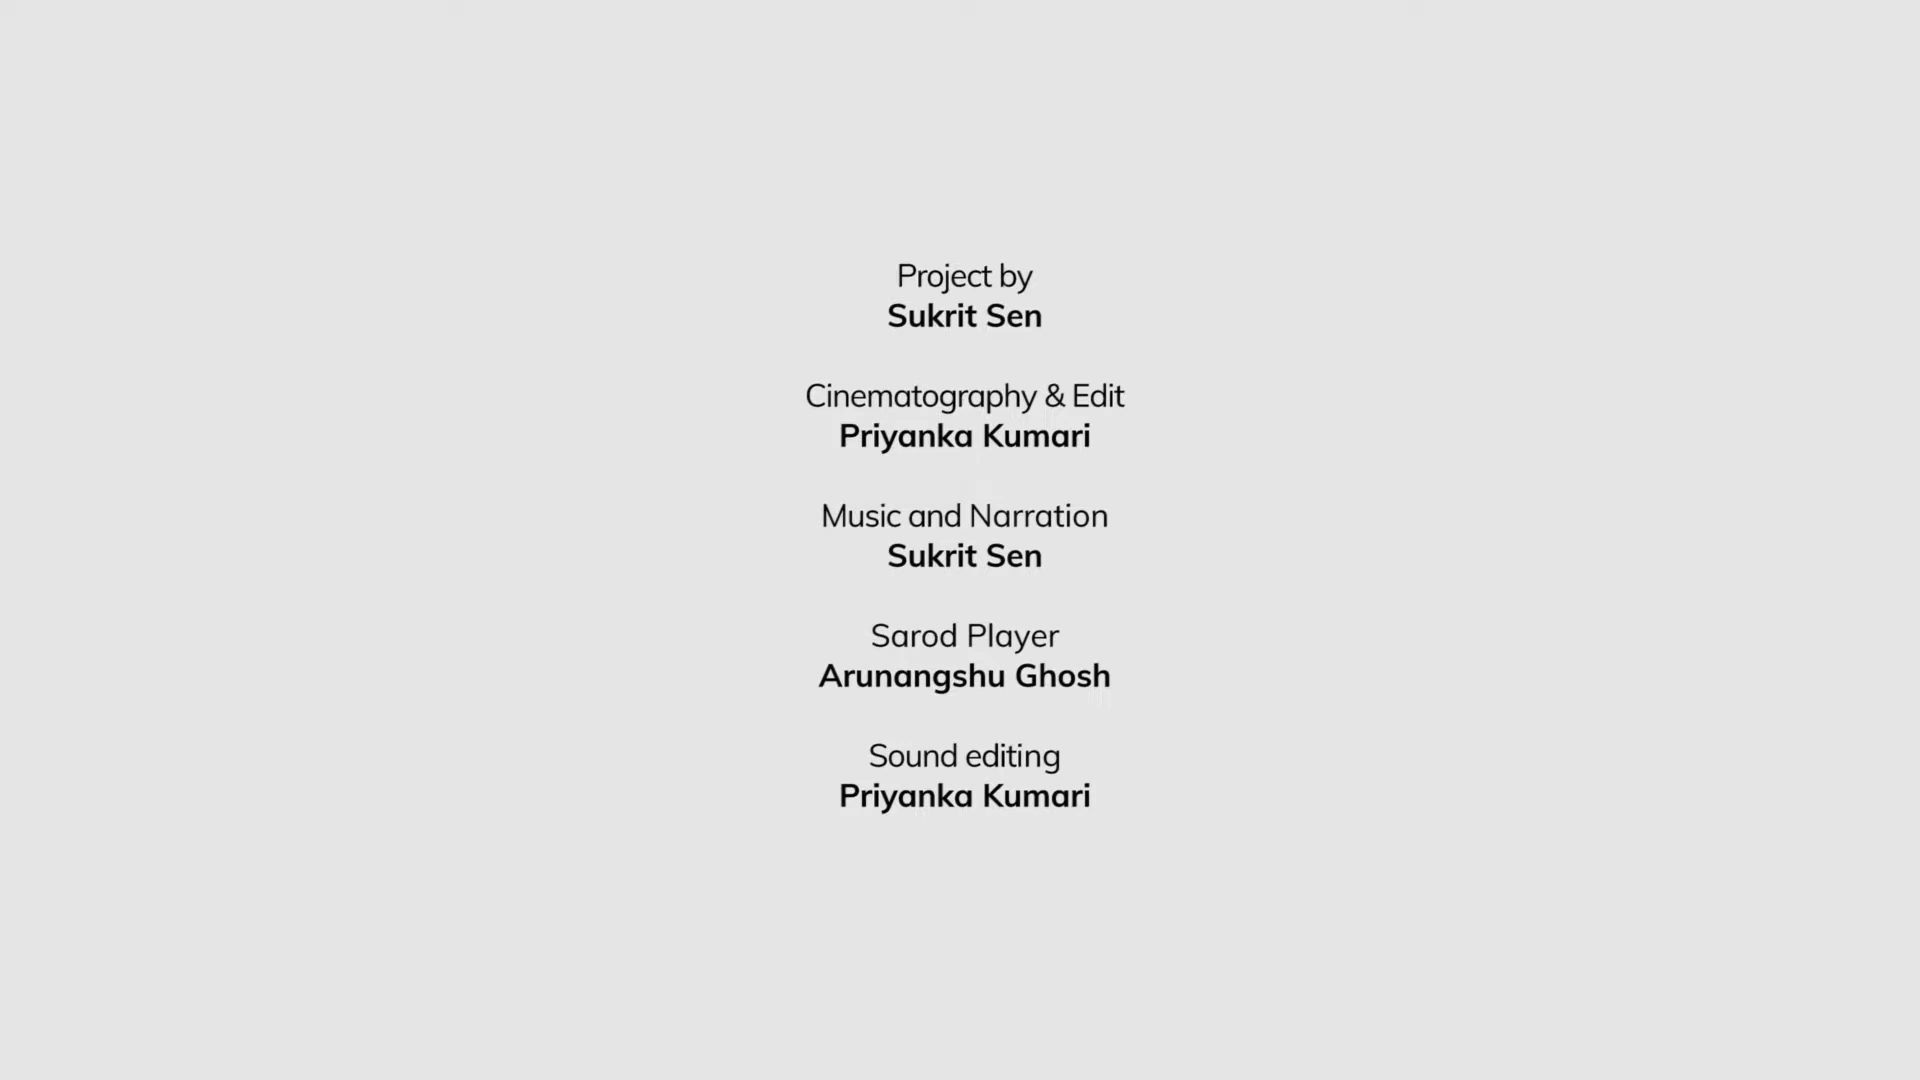 Project by
Sukrit Sen
Cinematography & Edit
Priyanka Kumari
Music and Narration
Sukrit Sen
Sarod Player
Arunangshu Ghosh
Sound editing
Priyanka Kumari